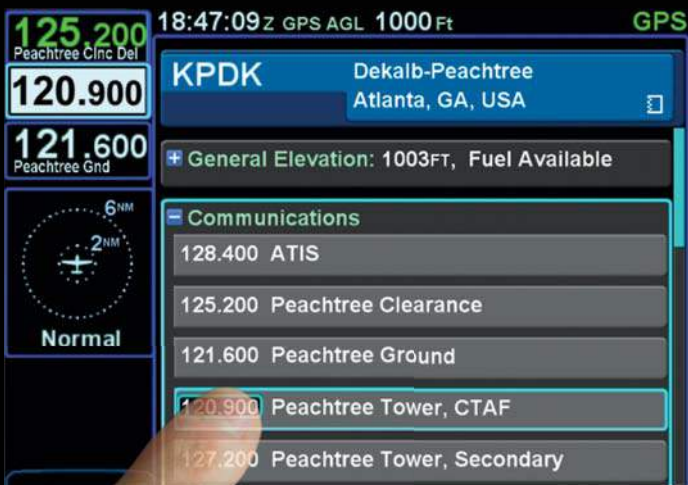 125.200
Peachtree Clnc Del
120.900
121.600
Peachtree Gnd
6NM
2NM
Normal
18:47:09Z GPS AGL 1000Ft
GPS
KPDK
Dekalb-Peachtree
Atlanta, GA, USA
General Elevation: 1003FT, Fuel Available
Communications
128.400 ATIS
125.200 Peachtree Clearance
121.600 Peachtree Ground
120.900 Peachtree Tower, CTAF
127.200 Peachtree Tower, Secondary